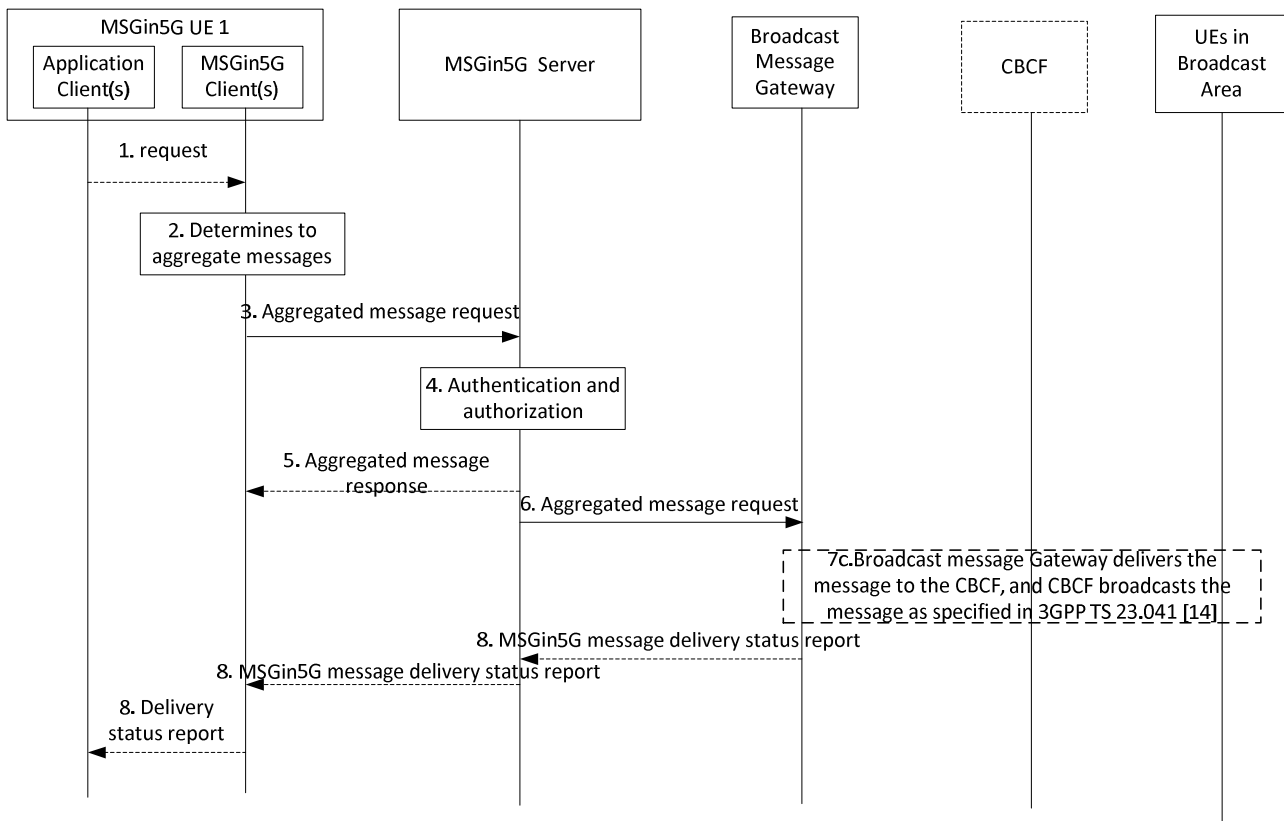 MSGin5G UE 1
Application
Client(s)
MSGin5G
Client(s)
MSGin5G Server
Broadcast
Message
Gateway
CBCF
UEs in
Broadcast
Area
1. request
2. Determines to
aggregate messages
3. Aggregated message request
4. Authentication and
authorization
5. Aggregated message
response
6. Aggregated message request
7c.Broadcast message Gateway delivers the
message to the CBCF, and CBCF broadcasts the
message as specified in 3GPP TS 23.041 [14]
8. MSGin5G message delivery status report
8. MSGin5G message delivery status report
8. Delivery
status report